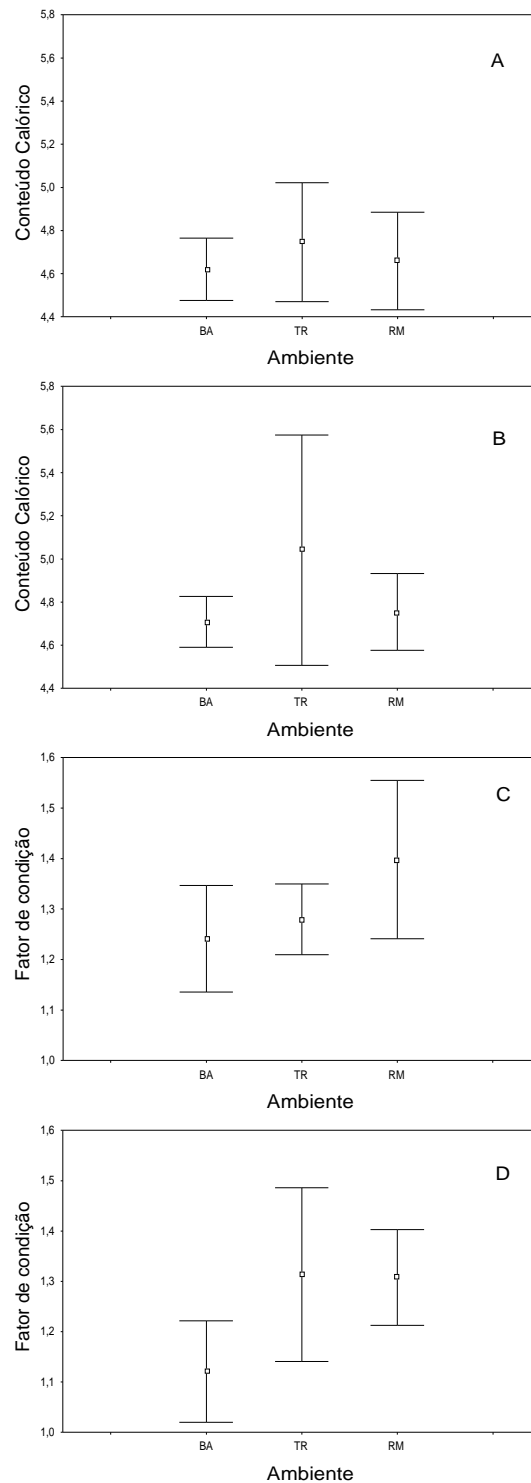 5,8
A
5,6
5,4
5,2
5,0
4,8
4,6
4,4
Conteúdo Calórico
BA TR RM
Ambiente
5,8
B
5,6
5,4
5,2
5,0
4,8
4,6
4,4
Conteúdo Calórico
BA TR RM
Ambiente
1,6
C
1,5
1,4
1,3
1,2
1,1
1,0
Fator de condição
BA TR RM
Ambiente
1,6
D
1,5
1,4
1,3
1,2
1,1
1,0
Fator de condição
BA TR RM
Ambiente